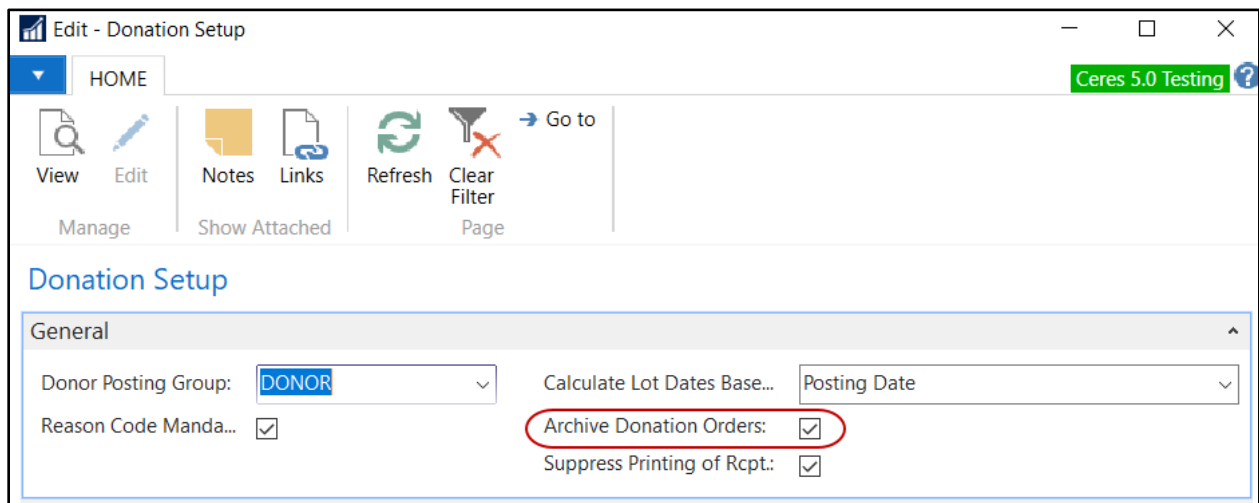 Edit - Donation Setup
HOME
Ceres 5.0 Testing
?
View
Edit
Notes
Links
Refresh
Clear Filter
Go to
Manage
Show Attached
Page
Donation Setup
General
Donor Posting Group: DONOR
Calculate Lot Dates Base... Posting Date
Reason Code Manda...
Archive Donation Orders:
Suppress Printing of Rcpt.: